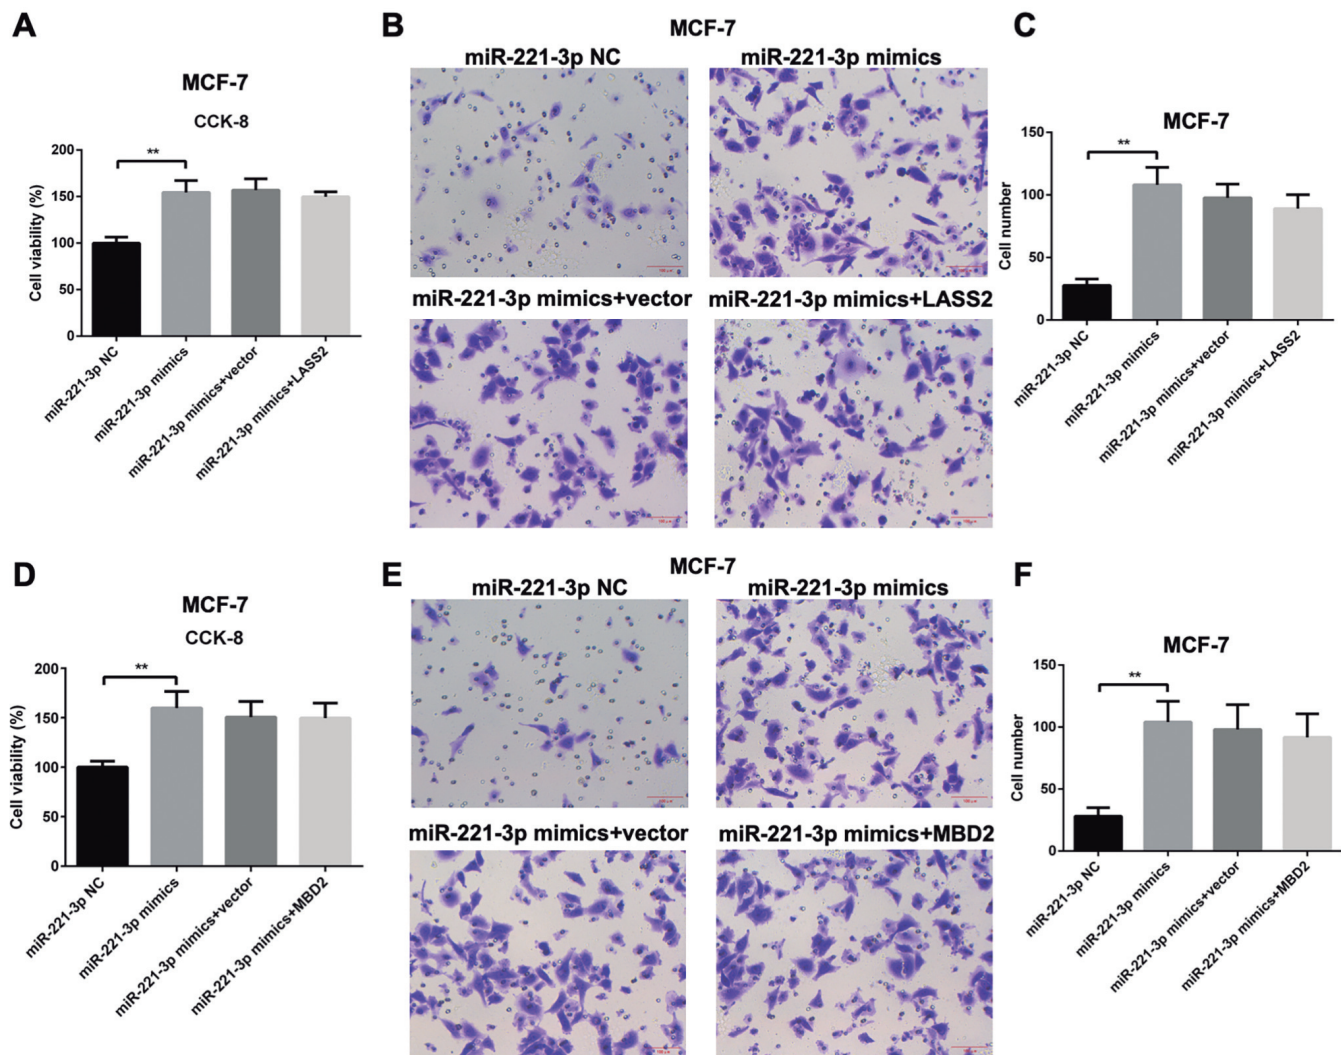 A
MCF-7
CCK-8
**
200
150
100
50
0
Cell viability (%)
miR-221-3p NC
miR-221-3p mimics
miR-221-3p mimics+vector
miR-221-3p mimics+LASS2
B
MCF-7
miR-221-3p NC
miR-221-3p mimics
miR-221-3p mimics+vector
miR-221-3p mimics+LASS2
C
MCF-7
**
150
100
50
0
Cell number
miR-221-3p NC
miR-221-3p mimics
miR-221-3p mimics+vector
miR-221-3p mimics+LASS2
D
MCF-7
CCK-8
**
200
150
100
50
0
Cell viability (%)
miR-221-3p NC
miR-221-3p mimics
miR-221-3p mimics+vector
miR-221-3p mimics+MBD2
E
MCF-7
miR-221-3p NC
miR-221-3p mimics
miR-221-3p mimics+vector
miR-221-3p mimics+MBD2
F
MCF-7
**
150
100
50
0
Cell number
miR-221-3p NC
miR-221-3p mimics
miR-221-3p mimics+vector
miR-221-3p mimics+MBD2